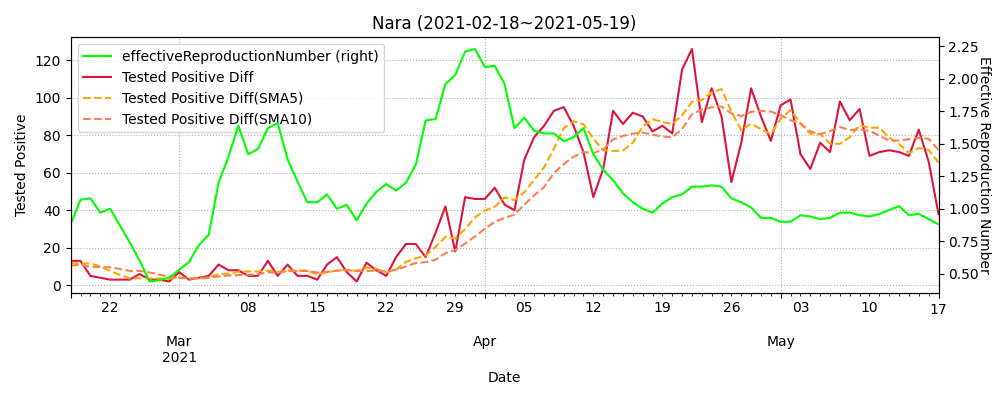 Nara (2021-02-18~2021-05-19)
effectiveReproductionNumber (right)
Tested Positive Diff
Tested Positive Diff(SMA5)
Tested Positive Diff(SMA10)
Tested Positive
120
100
80
60
40
20
0
2.25
2.00
1.75
1.50
1.25
1.00
0.75
0.50
Effective Reproduction Number
22 08 15 22 29 05 12 19 26 03 10 17
Mar Apr May
2021
Date